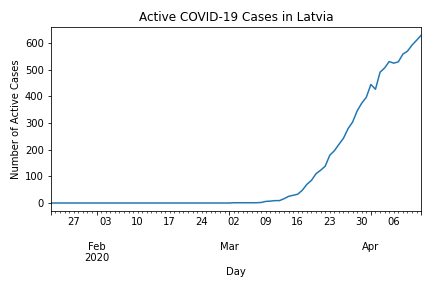 Active COVID-19 Cases in Latvia
600
500
400
300
200
100
0
Number of Active Cases
27 03 10 17 24 02 09 16 23 30 06
Feb Mar Apr
2020
Day